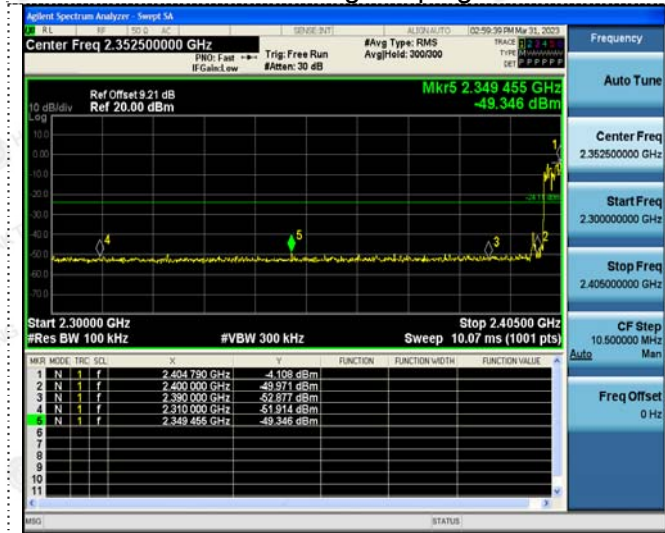 Agilent Spectrum Analyzer - Swept SA
RL RF 50 Ω AC SENSE:INT ALIGN AUTO 02:59:39 PM Mar 31, 2023
Center Freq 2.352500000 GHz
PNO: Fast
IFGain:Low
Trig: Free Run
#Atten: 30 dB
#Avg Type: RMS
Avg|Hold: 300/300
TRACE 1 2 3 4 5 6
TYPE
DET P P P P P P
Frequency
Auto Tune
Ref Offset 9.21 dB
10 dB/div Ref 20.00 dBm
Log
Mkr5 2.349 455 GHz
-49.346 dBm
10.0
0.00
-10.0
-20.0
-30.0
-40.0
-60.0
-70.0
1
2
3
4
5
Center Freq
2.352500000 GHz
Start Freq
2.300000000 GHz
Stop Freq
2.405000000 GHz
CF Step
10.500000 MHz
Auto Man
Freq Offset
0 Hz
Start 2.30000 GHz Stop 2.40500 GHz
#Res BW 100 kHz #VBW 300 kHz Sweep 10.07 ms (1001 pts)
MKR MODE TRC SCL X Y FUNCTION FUNCTION WIDTH FUNCTION VALUE
1 N 1 f 2.404 790 GHz -4.108 dBm
2 N 1 f 2.400 000 GHz -49.971 dBm
3 N 1 f 2.390 000 GHz -52.877 dBm
4 N 1 f 2.310 000 GHz -51.914 dBm
5 N 1 f 2.349 455 GHz -49.346 dBm
6
7
8
9
10
11
MSG STATUS